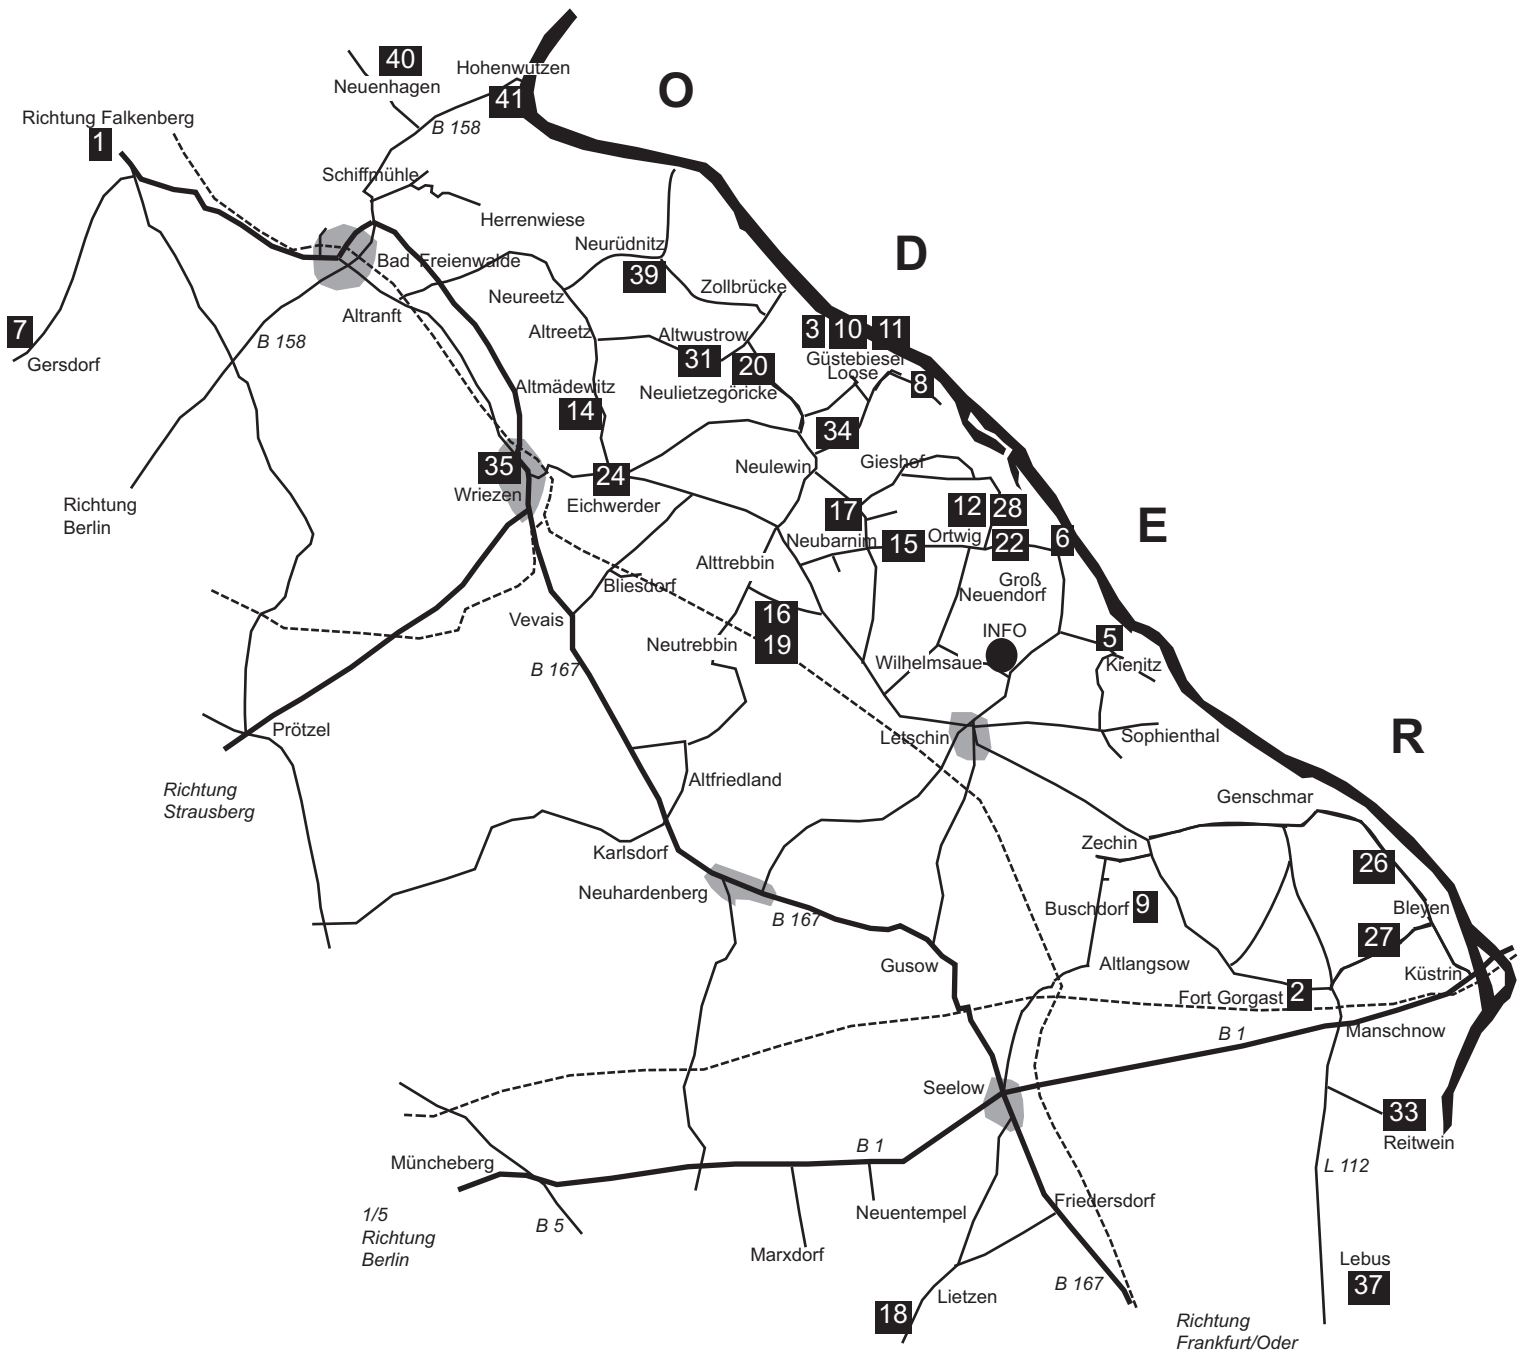 40
Hohenwutzen
Neuenhagen
O
41
Richtung Falkenberg
B 158
1
Schiffmühle
Herrenwiese
Neurüdnitz
D
Bad Freienwalde
39
Zollbrücke
Neureetz
Altranft
7
B 158
Altreetz
Altwustrow
3
10
11
Gersdorf
31
20
Güstebieser
Loose
8
Altmädewitz
Neulietzegöricke
14
34
35
Neulewin
Gieshof
24
Wriezen
Eichwerder
Richtung
Berlin
17
12
28
E
Neubarnim
15
Ortwig
22
6
Alttrebbin
Bliesdorf
Groß
Neuendorf
16
Vevais
INFO
19
Neutrebbin
5
B 167
Wilhelmsaue
Kienitz
Prötzel
Letschin
Sophienthal
R
Altfriedland
Richtung
Strausberg
Genschmar
Zechin
Karlsdorf
26
Neuhardenberg
Buschdorf
9
Bleyen
B 167
27
Gusow
Altlangsow
Küstrin
Fort Gorgast
2
B 1
Manschnow
Seelow
33
Reitwein
B 1
Müncheberg
L 112
1/5
Richtung
Berlin
B 5
Neuentempel
Friedersdorf
Marxdorf
Lebus
B 167
37
Lietzen
18
Richtung
Frankfurt/Oder